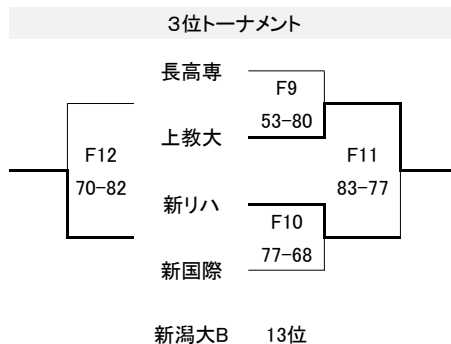 3位トーナメント
長高専
F9
53-80
上教大
F12
70-82
F11
83-77
新リハ
F10
77-68
新国際
新潟大B 13位